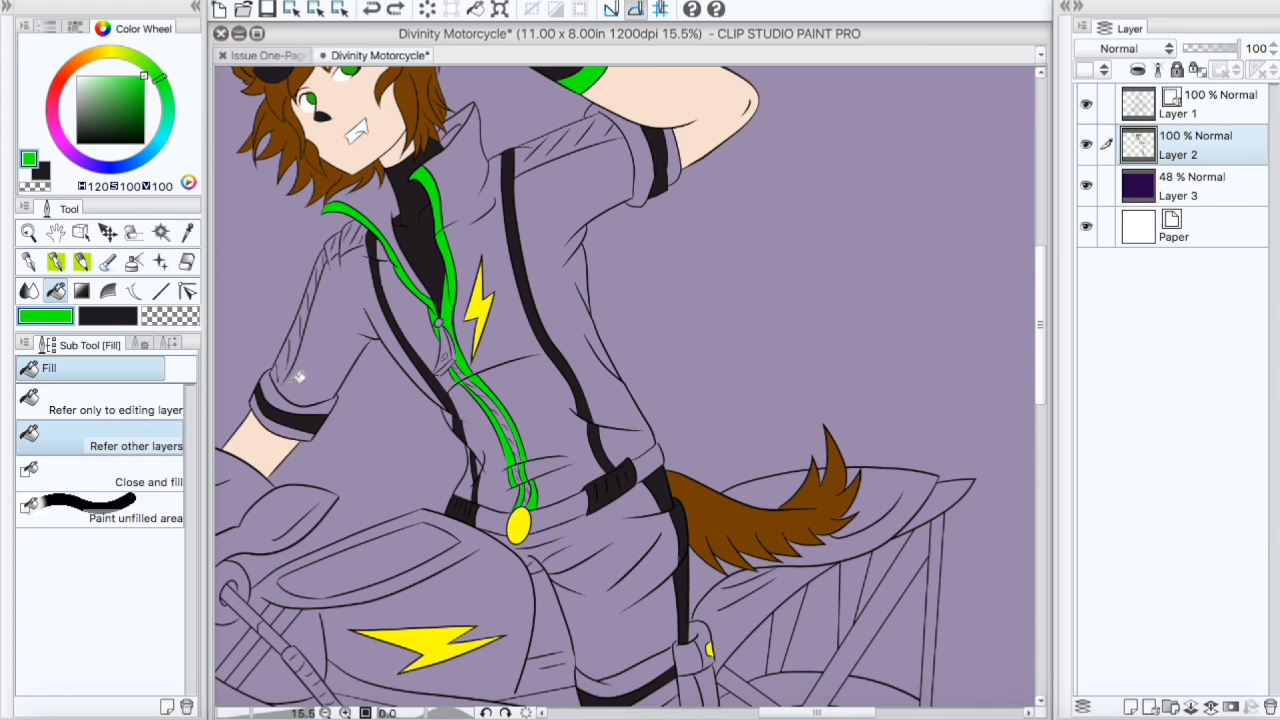 Divinity Motorcycle* (11.00 x 8.00in 1200dpi 15.5%) - CLIP STUDIO PAINT PRO
Color Wheel
Issue One-Pag
Divinity Motorcycle*
H120 S100 V100
Tool
Sub Tool [Fill]
Fill
Refer only to editing layer
Refer other layers
Close and fill
Paint unfilled area
15.5
0.0
Layer
Normal
100
100 % Normal
Layer 1
100 % Normal
Layer 2
48 % Normal
Layer 3
Paper